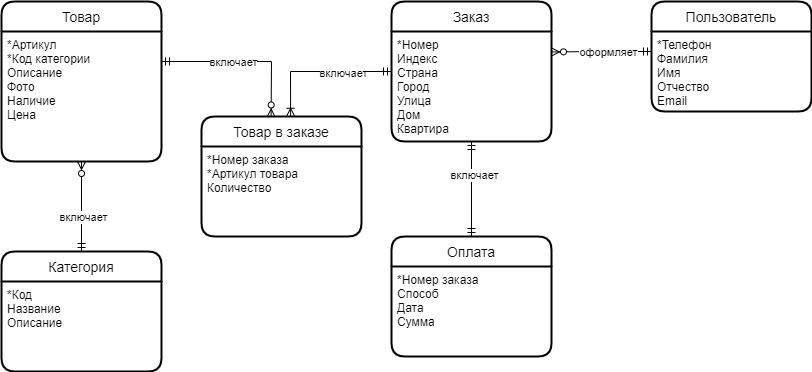 Товар
*Артикул
*Код категории
Описание
Фото
Наличие
Цена
включает
Товар в заказе
*Номер заказа
*Артикул товара
Количество
включает
Заказ
*Номер
Индекс
Страна
Город
Улица
Дом
Квартира
оформляет
Пользователь
*Телефон
Фамилия
Имя
Отчество
Email
включает
Категория
*Код
Название
Описание
включает
Оплата
*Номер заказа
Способ
Дата
Сумма